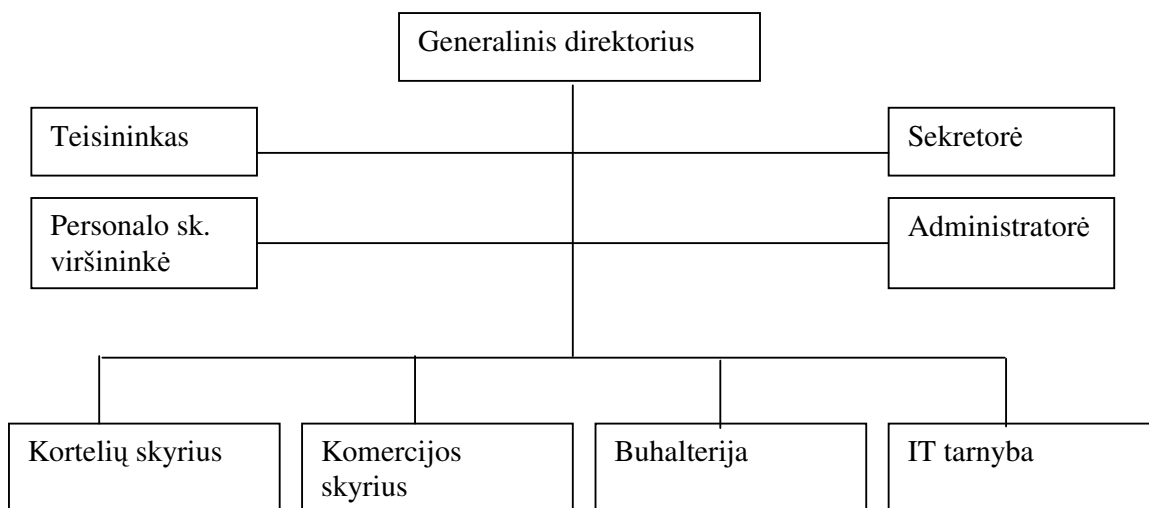 Generalinis direktorius
Teisininkas
Sekretorė
Personalo sk.
viršininkė
Administratorė
Kortelių skyrius
Komercijos
skyrius
Buhalterija
IT tarnyba